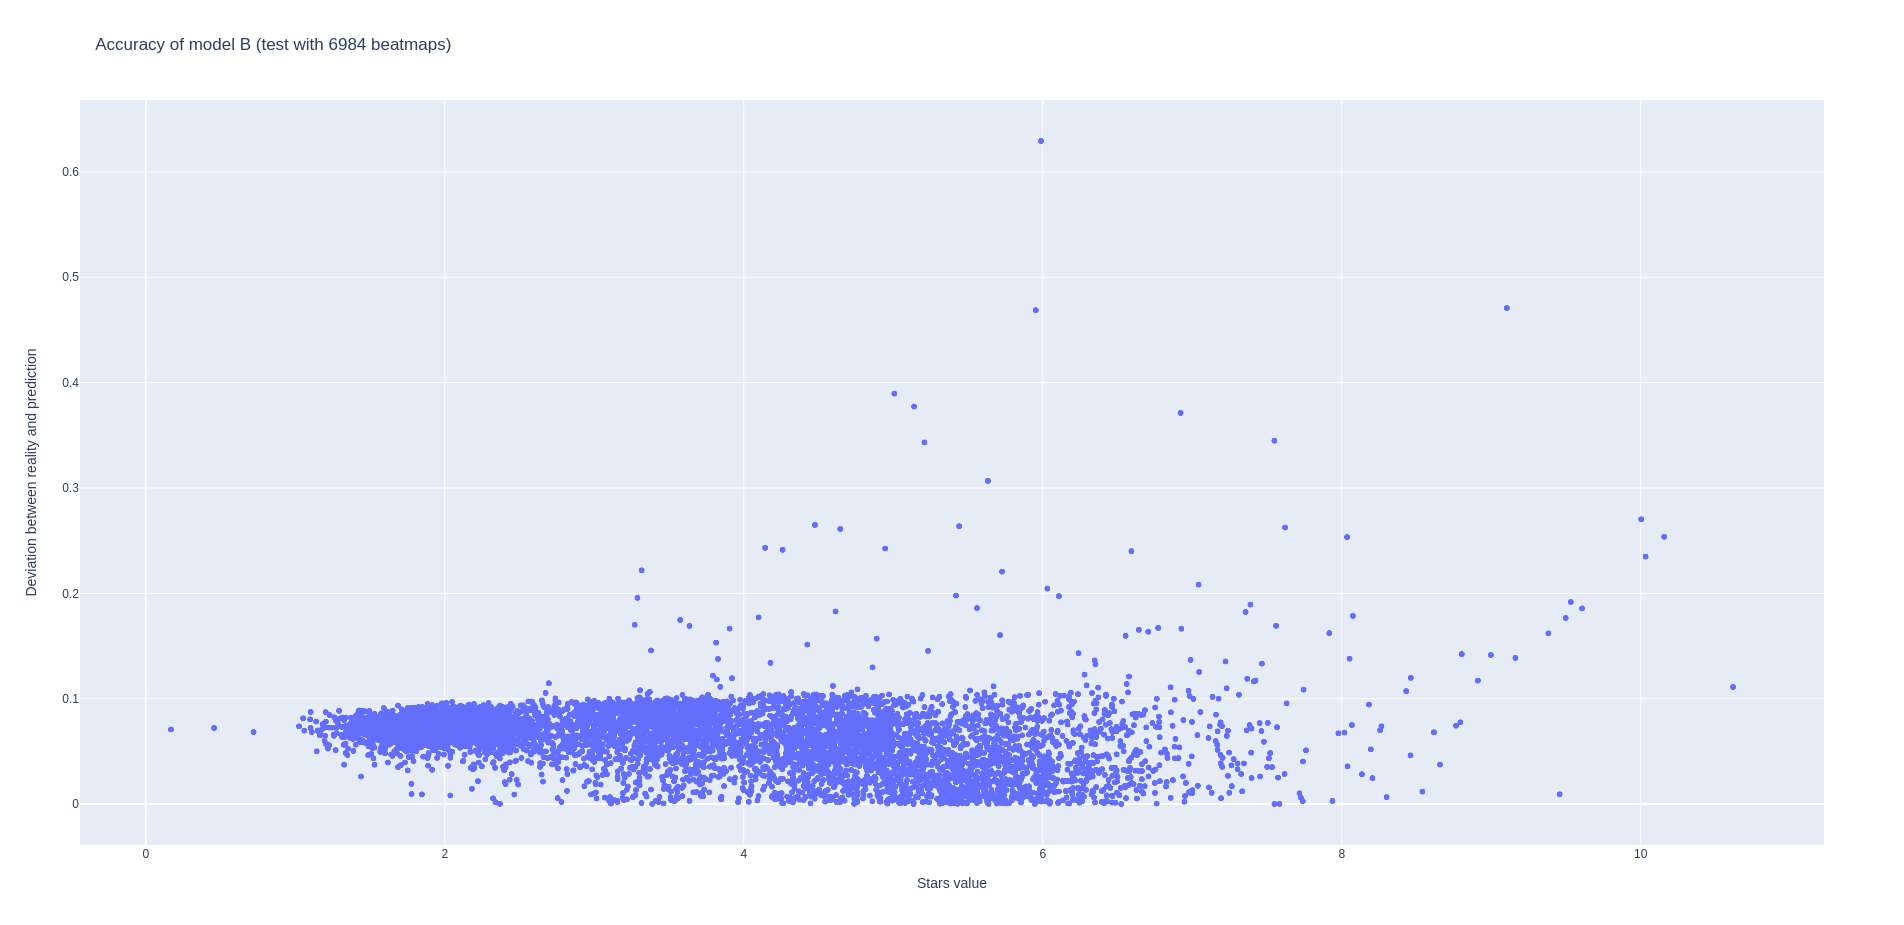 Accuracy of model B (test with 6984 beatmaps)
Deviation between reality and prediction
0.6
0.5
0.4
0.3
0.2
0.1
0
0 2 4 6 8 10
Stars value